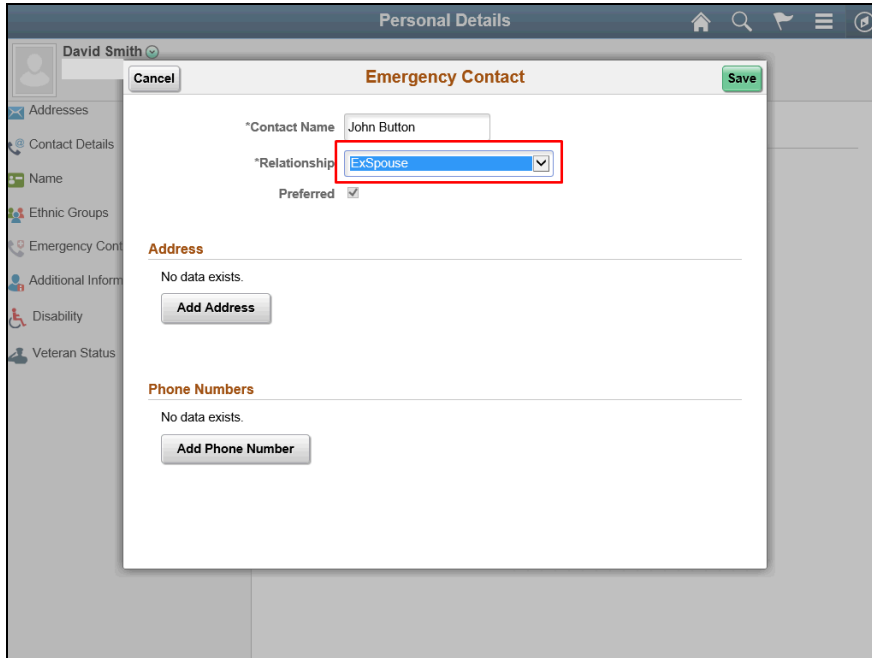 Personal Details
David Smith
Cancel
Emergency Contact
Save
Addresses
Contact Details
Name
Ethnic Groups
Emergency Cont
Additional Inform
Disability
Veteran Status
*Contact Name John Button
*Relationship ExSpouse
Preferred
Address
No data exists.
Add Address
Phone Numbers
No data exists.
Add Phone Number